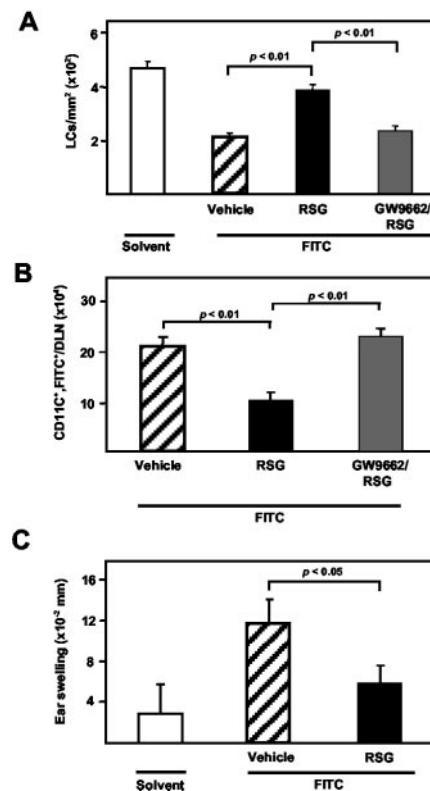 A
LCs/mm² (x10²)
6
4
2
p < 0.01
p < 0.01
Vehicle RSG GW9662/
RSG
Solvent FITC
B
CD11C⁺,FITC⁺/DLN (x10⁴)
30
20
10
p < 0.01
p < 0.01
Vehicle RSG GW9662/
RSG
FITC
C
Ear swelling (x10⁻² mm)
16
12
8
4
p < 0.05
Vehicle RSG
Solvent FITC